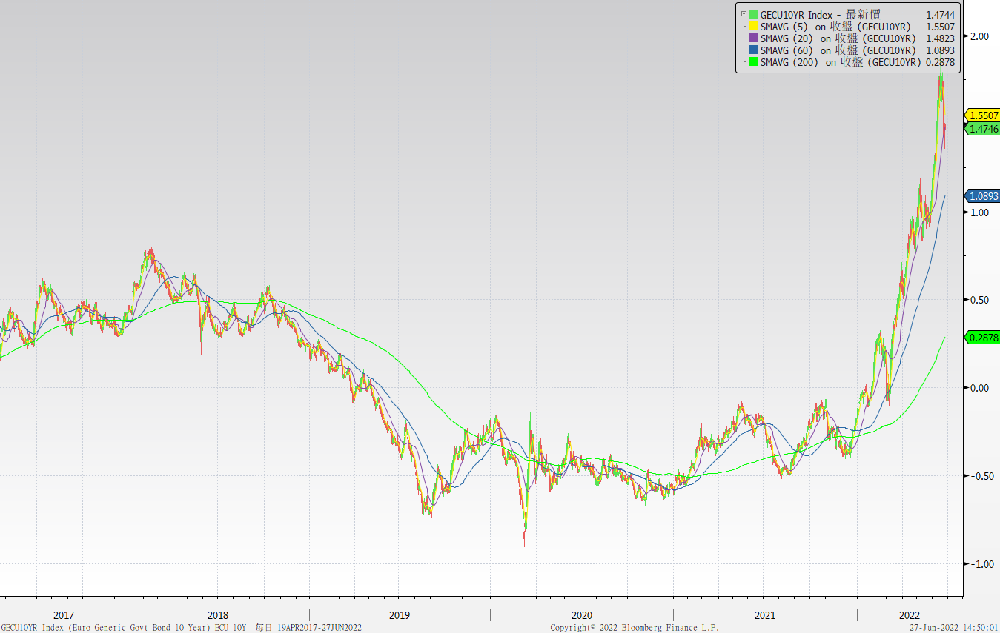 GECU10YR Index - 最新價 1.4744
SMAVG (5) on 收盤 (GECU10YR) 1.5507
SMAVG (20) on 收盤 (GECU10YR) 1.4823
SMAVG (60) on 收盤 (GECU10YR) 1.0893
SMAVG (200) on 收盤 (GECU10YR) 0.2878
2.00
1.5507
1.4746
1.0893
1.00
0.50
0.2878
0.00
-0.50
-1.00
2017 2018 2019 2020 2021 2022
GECU10YR Index (Euro Generic Govt Bond 10 Year) ECU 10Y 每日 19APR2017-27JUN2022 Copyright© 2022 Bloomberg Finance L.P. 27-Jun-2022 14:50:01